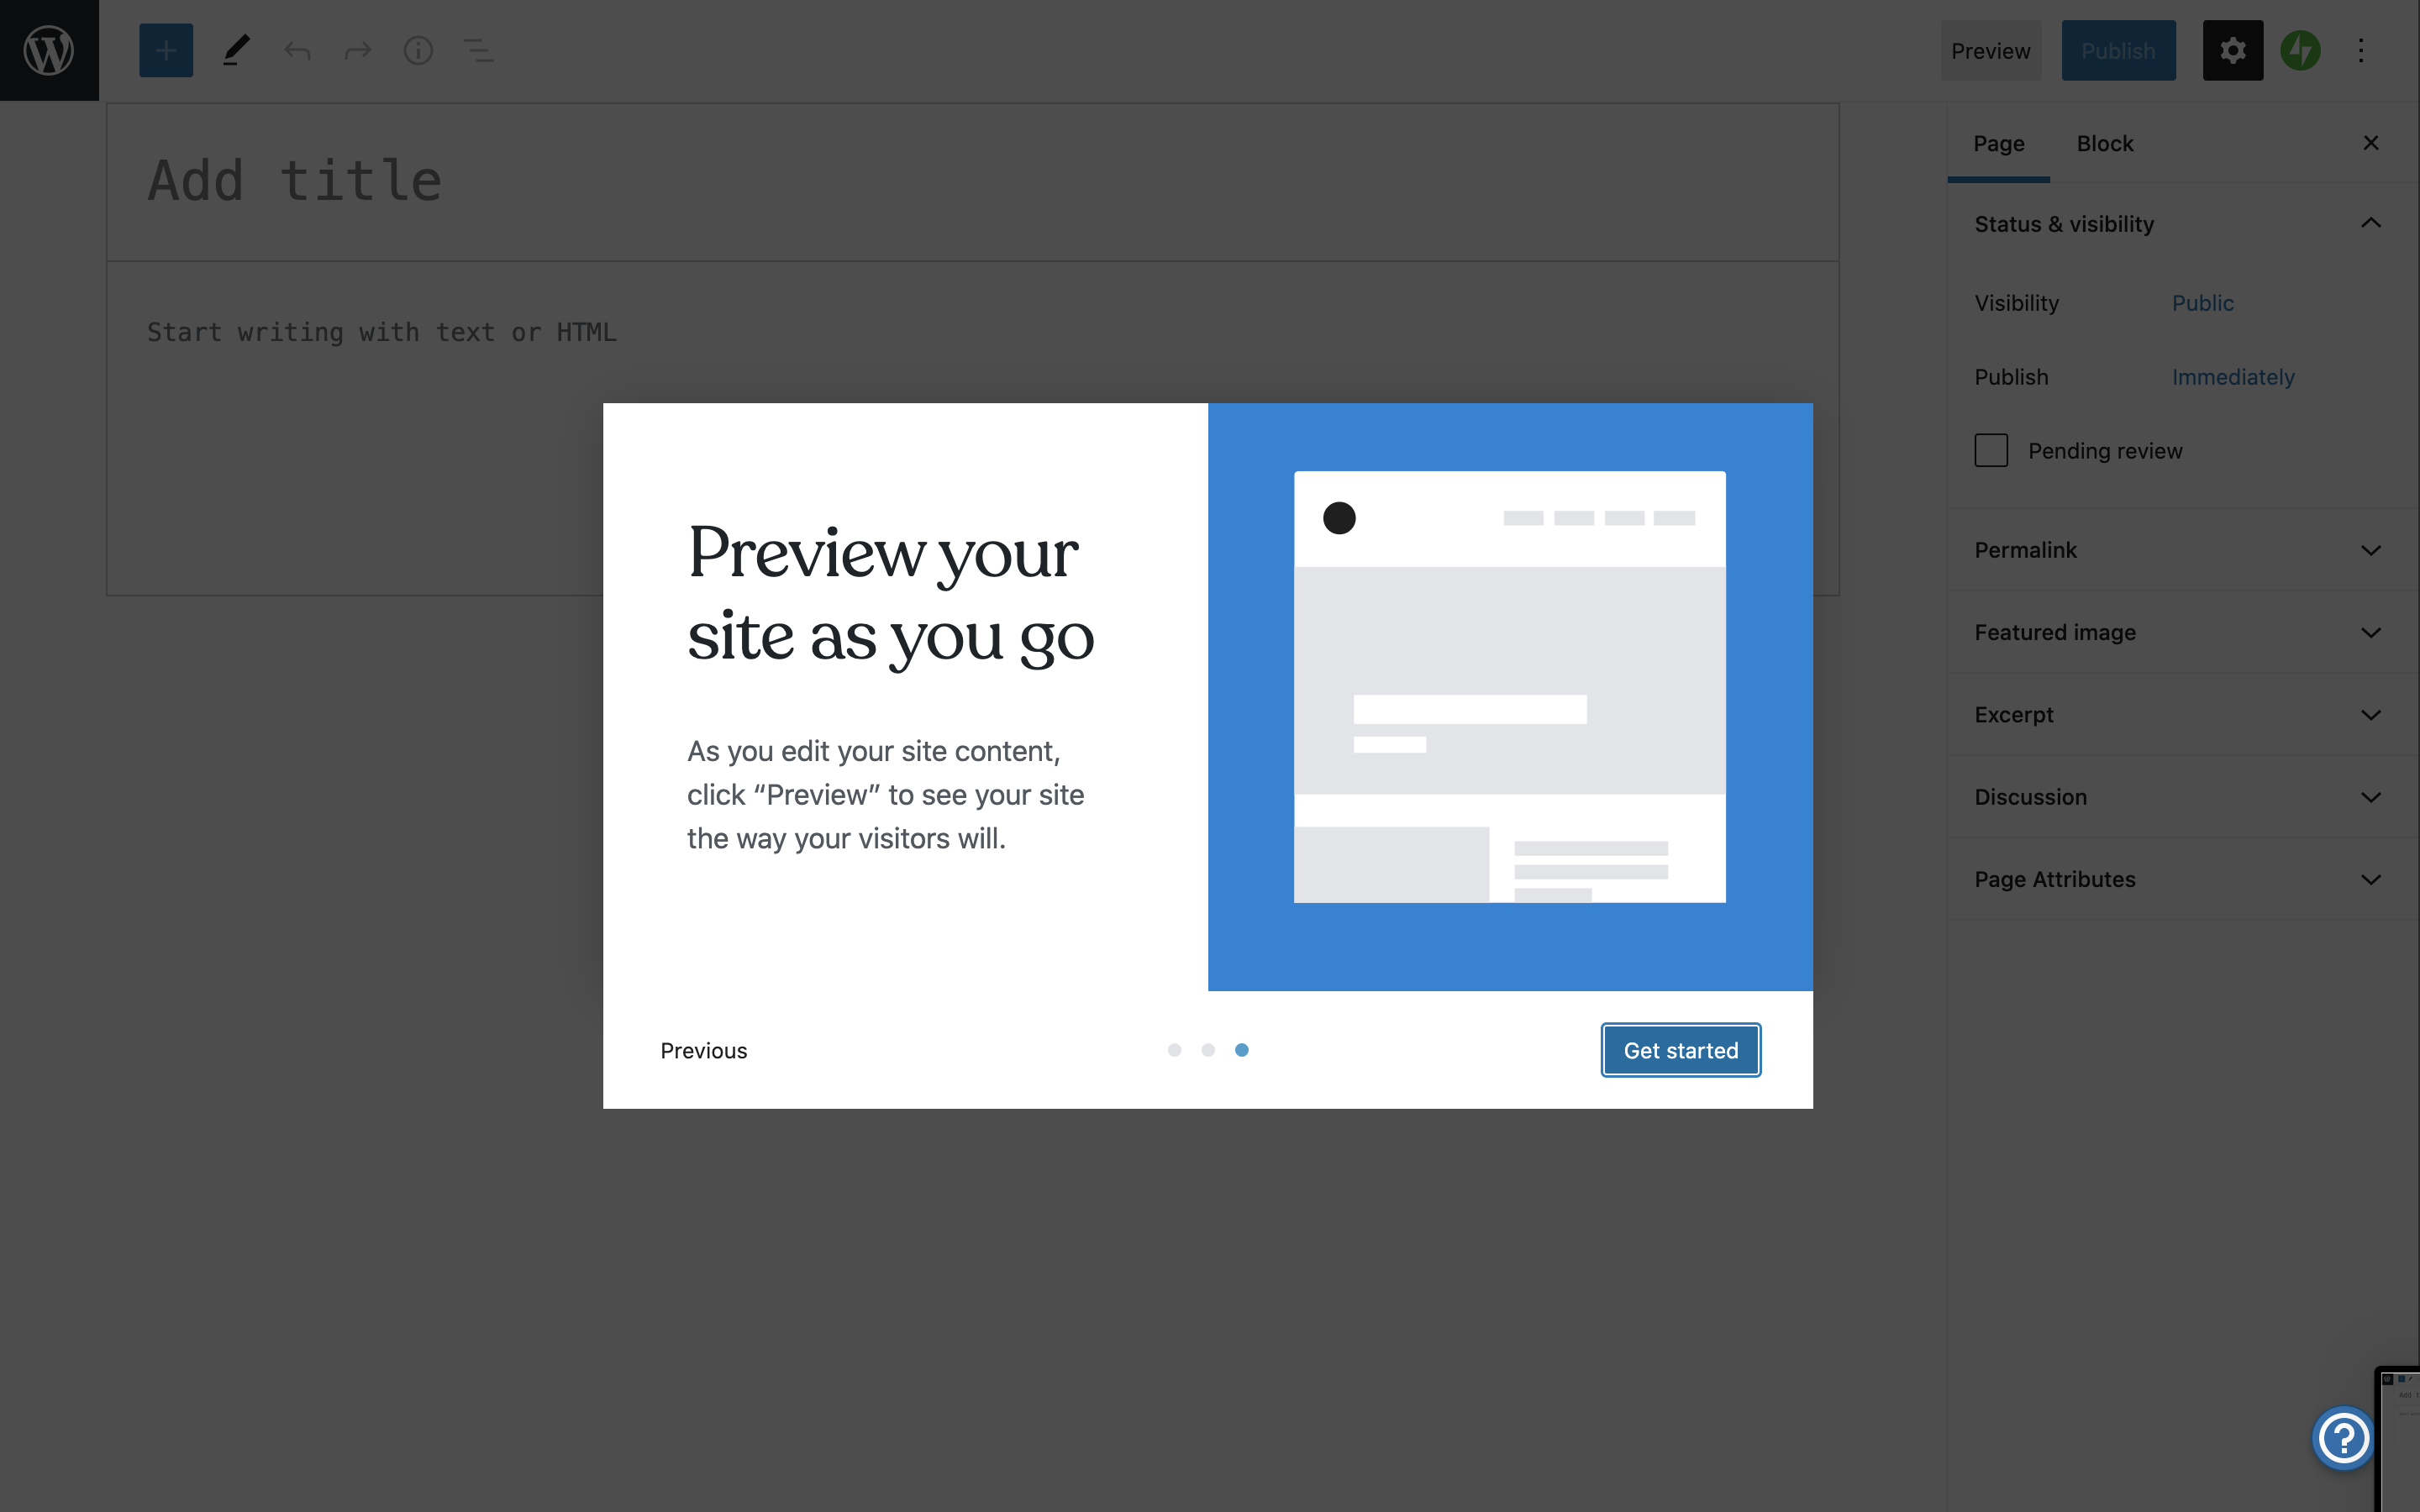 Preview
Publish
Add title
Start writing with text or HTML
Page
Block
Status & visibility
Visibility
Public
Publish
Immediately
Pending review
Permalink
Featured image
Excerpt
Discussion
Page Attributes
Preview your
site as you go
As you edit your site content,
click “Preview” to see your site
the way your visitors will.
Previous
Get started